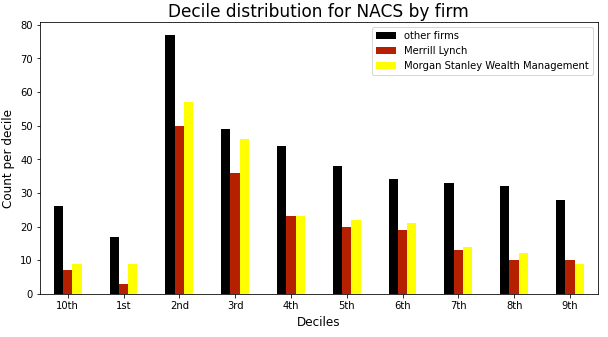 Decile distribution for NACS by firm
Count per decile
80
70
60
50
40
30
20
10
0
other firms
Merrill Lynch
Morgan Stanley Wealth Management
10th 1st 2nd 3rd 4th 5th 6th 7th 8th 9th
Deciles